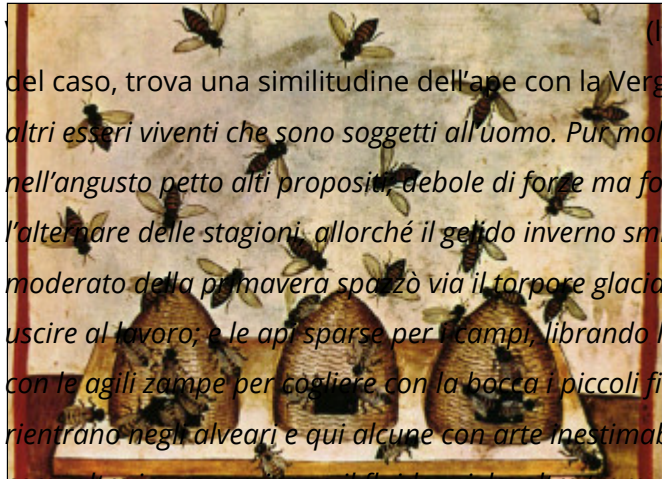 (l
del caso, trova una similitudine dell’ape con la Verg
altri esseri viventi che sono soggetti all’uomo. Pur mol
nell’angusto petto alti propositi, debole di forze ma fo
l’alternare delle stagioni, allorché il gelido inverno sm
moderato della primavera spazzò via il torpore glacia
uscire al lavoro; e le api sparse per i campi, librando
con le agili zampe per cogliere con la bocca i piccoli fi
rientrano negli alveari e qui alcune con arte inestimab